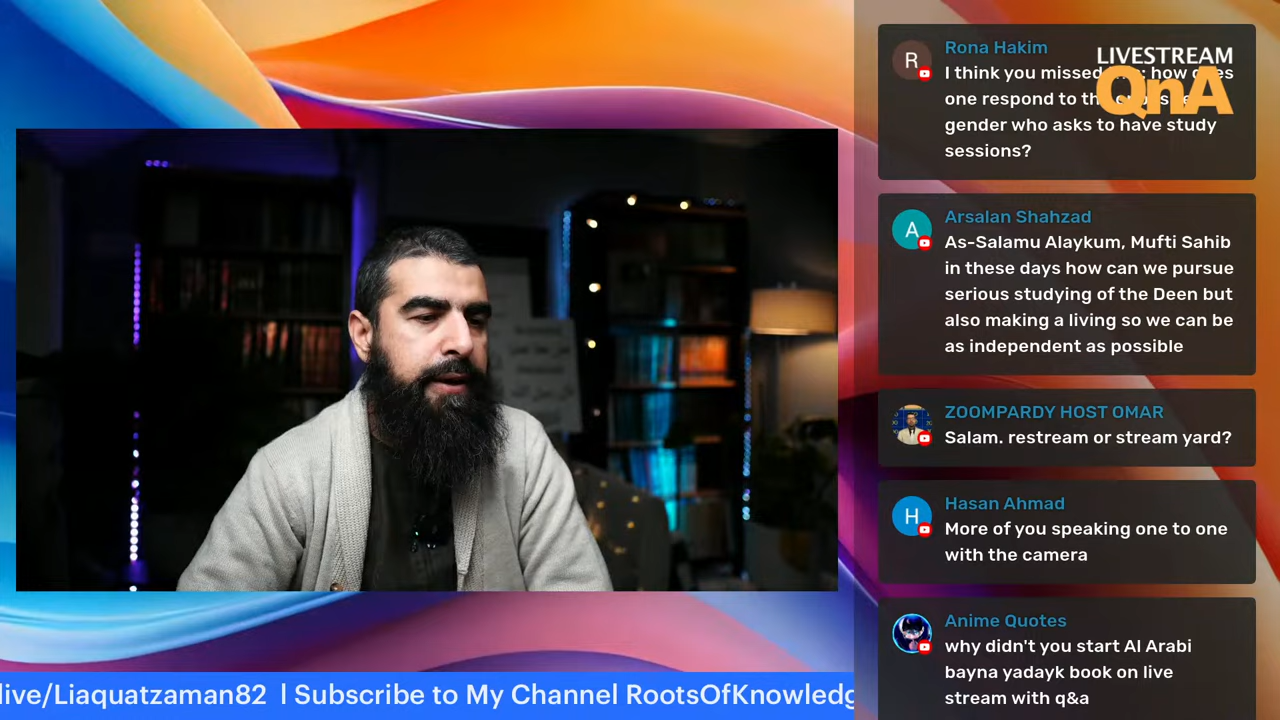 Rona Hakim
LIVESTREAM
QnA
I think you missed how does
one respond to the
gender who asks to have study
sessions?
Arsalan Shahzad
As-Salamu Alaykum, Mufti Sahib
in these days how can we pursue
serious studying of the Deen but
also making a living so we can be
as independent as possible
ZOOMPARDY HOST OMAR
Salam. restream or stream yard?
Hasan Ahmad
More of you speaking one to one
with the camera
Anime Quotes
why didn't you start Al Arabi
bayna yadayk book on live
stream with q&a
R
A
H
live/Liaquatzaman82 | Subscribe to My Channel RootsOfKnowledg